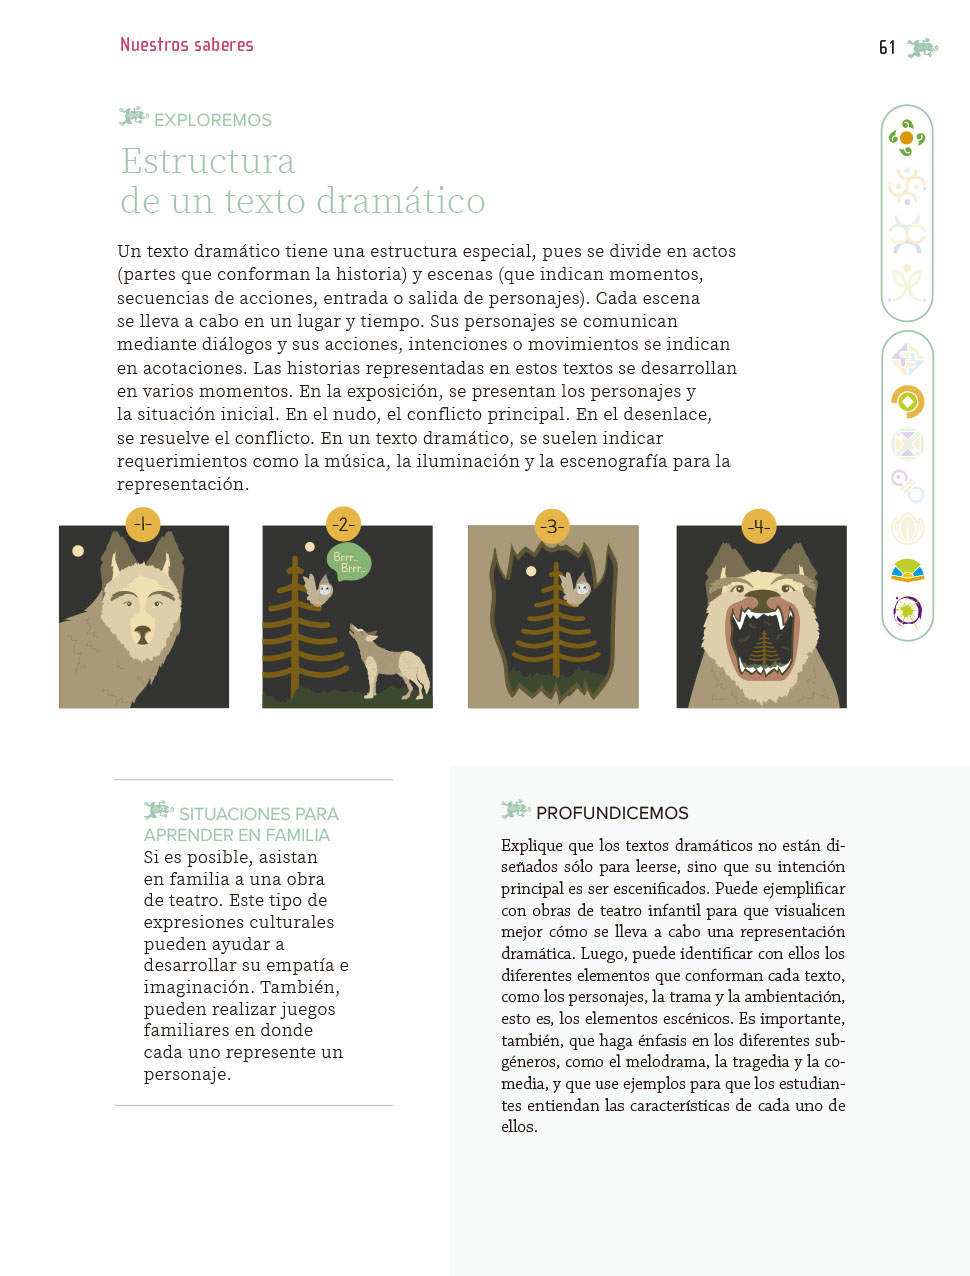 Nuestros saberes
61
EXPLOREMOS
Estructura
de un texto dramático
Un texto dramático tiene una estructura especial, pues se divide en actos
(partes que conforman la historia) y escenas (que indican momentos,
secuencias de acciones, entrada o salida de personajes). Cada escena
se lleva a cabo en un lugar y tiempo. Sus personajes se comunican
mediante diálogos y sus acciones, intenciones o movimientos se indican
en acotaciones. Las historias representadas en estos textos se desarrollan
en varios momentos. En la exposición, se presentan los personajes y
la situación inicial. En el nudo, el conflicto principal. En el desenlace,
se resuelve el conflicto. En un texto dramático, se suelen indicar
requerimientos como la música, la iluminación y la escenografía para la
representación.
-1-
-2-
Brrr..
Brrr..
-3-
-4-
SITUACIONES PARA
APRENDER EN FAMILIA
Si es posible, asistan
en familia a una obra
de teatro. Este tipo de
expresiones culturales
pueden ayudar a
desarrollar su empatía e
imaginación. También,
pueden realizar juegos
familiares en donde
cada uno represente un
personaje.
PROFUNDICEMOS
Explique que los textos dramáticos no están di-
señados sólo para leerse, sino que su intención
principal es ser escenificados. Puede ejemplificar
con obras de teatro infantil para que visualicen
mejor cómo se lleva a cabo una representación
dramática. Luego, puede identificar con ellos los
diferentes elementos que conforman cada texto,
como los personajes, la trama y la ambientación,
esto es, los elementos escénicos. Es importante,
también, que haga énfasis en los diferentes sub-
géneros, como el melodrama, la tragedia y la co-
media, y que use ejemplos para que los estudian-
tes entiendan las características de cada uno de
ellos.